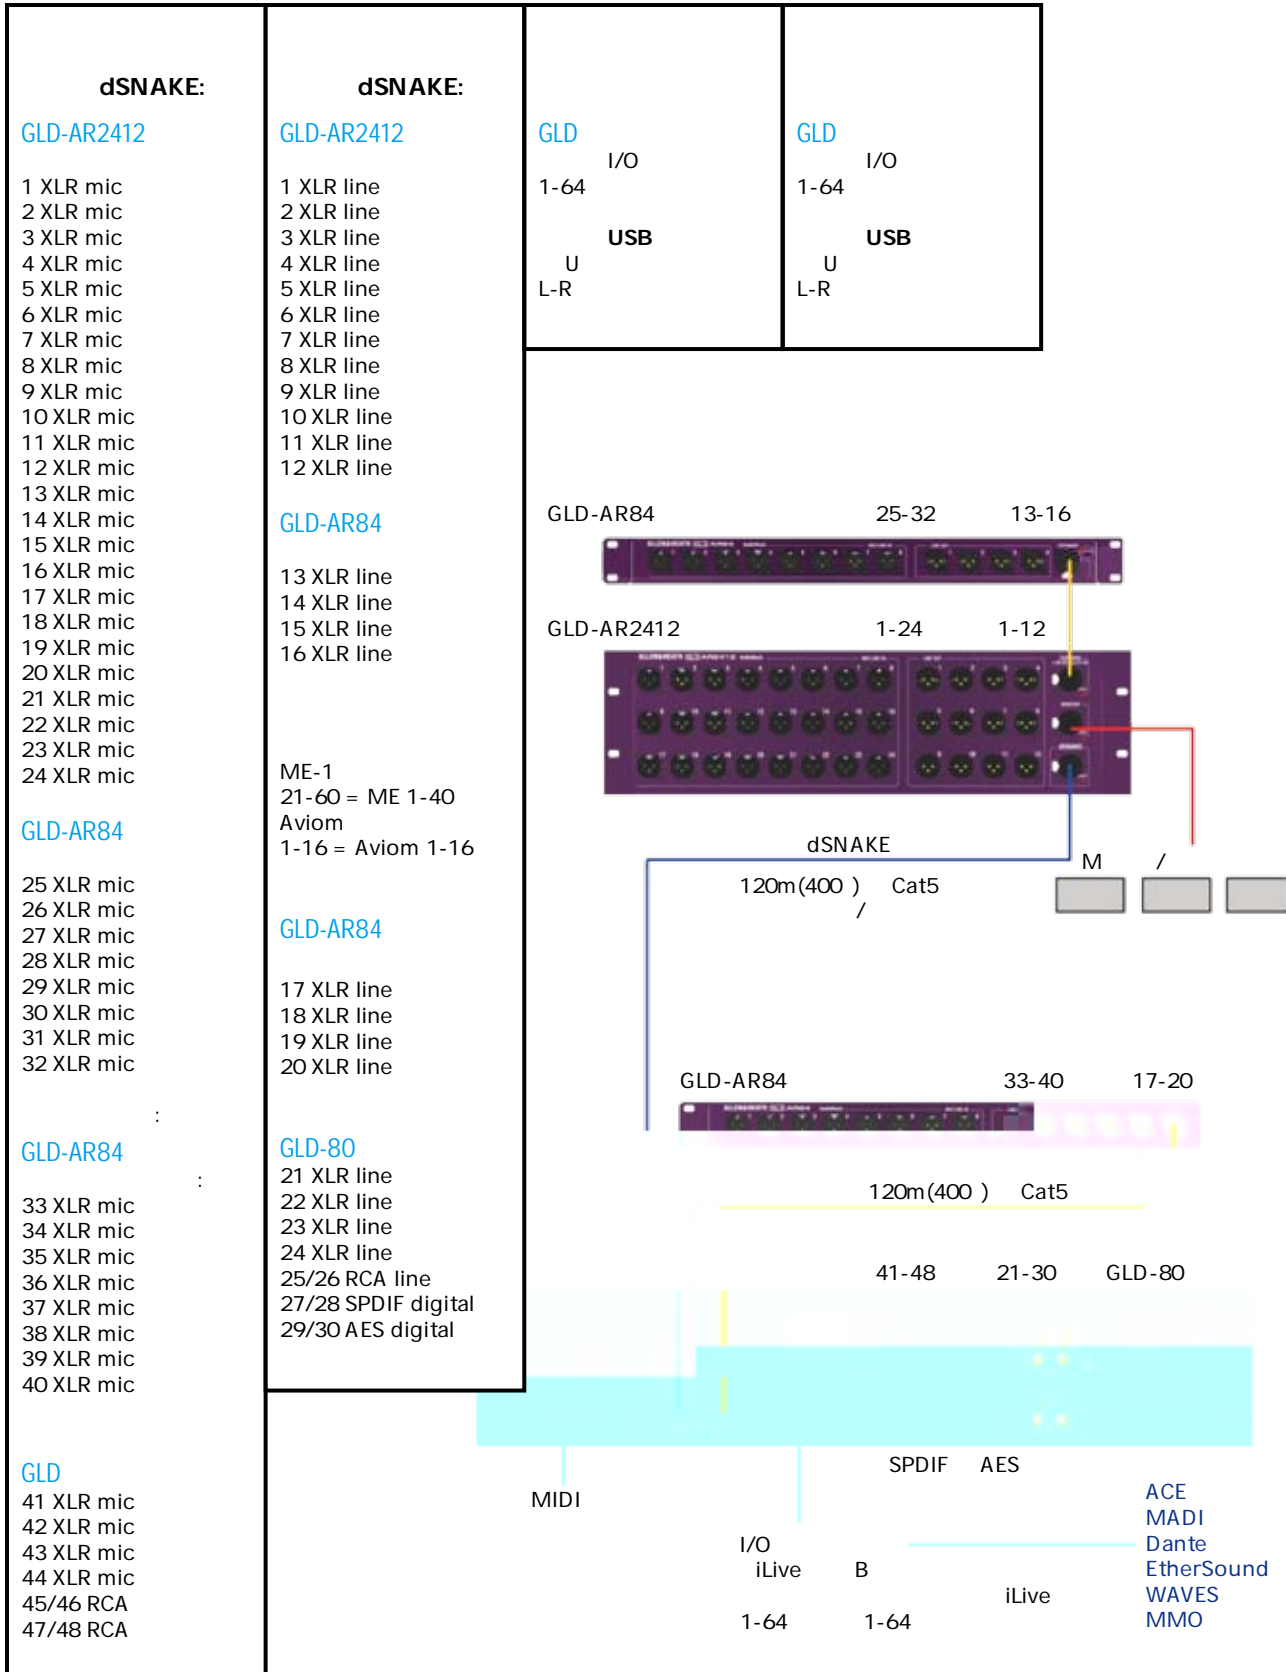 dSNAKE:
GLD-AR2412
1 XLR mic
2 XLR mic
3 XLR mic
4 XLR mic
5 XLR mic
6 XLR mic
7 XLR mic
8 XLR mic
9 XLR mic
10 XLR mic
11 XLR mic
12 XLR mic
13 XLR mic
14 XLR mic
15 XLR mic
16 XLR mic
17 XLR mic
18 XLR mic
19 XLR mic
20 XLR mic
21 XLR mic
22 XLR mic
23 XLR mic
24 XLR mic
GLD-AR84
25 XLR mic
26 XLR mic
27 XLR mic
28 XLR mic
29 XLR mic
30 XLR mic
31 XLR mic
32 XLR mic
:
GLD-AR84
:
33 XLR mic
34 XLR mic
35 XLR mic
36 XLR mic
37 XLR mic
38 XLR mic
39 XLR mic
40 XLR mic
GLD
41 XLR mic
42 XLR mic
43 XLR mic
44 XLR mic
45/46 RCA
47/48 RCA
dSNAKE:
GLD-AR2412
1 XLR line
2 XLR line
3 XLR line
4 XLR line
5 XLR line
6 XLR line
7 XLR line
8 XLR line
9 XLR line
10 XLR line
11 XLR line
12 XLR line
GLD-AR84
13 XLR line
14 XLR line
15 XLR line
16 XLR line
ME-1
21-60 = ME 1-40
Aviom
1-16 = Aviom 1-16
GLD-AR84
17 XLR line
18 XLR line
19 XLR line
20 XLR line
GLD-80
21 XLR line
22 XLR line
23 XLR line
24 XLR line
25/26 RCA line
27/28 SPDIF digital
29/30 AES digital
GLD
I/O
1-64
USB
U
L-R
GLD
I/O
1-64
USB
U
L-R
GLD-AR84 25-32 13-16
GLD-AR2412 1-24 1-12
dSNAKE
120m(400 ) Cat5
/
M /
GLD-AR84 33-40 17-20
120m(400 ) Cat5
41-48 21-30 GLD-80
SPDIF AES
MIDI
I/O
iLive B
iLive
1-64 1-64
ACE
MADI
Dante
EtherSound
WAVES
MMO